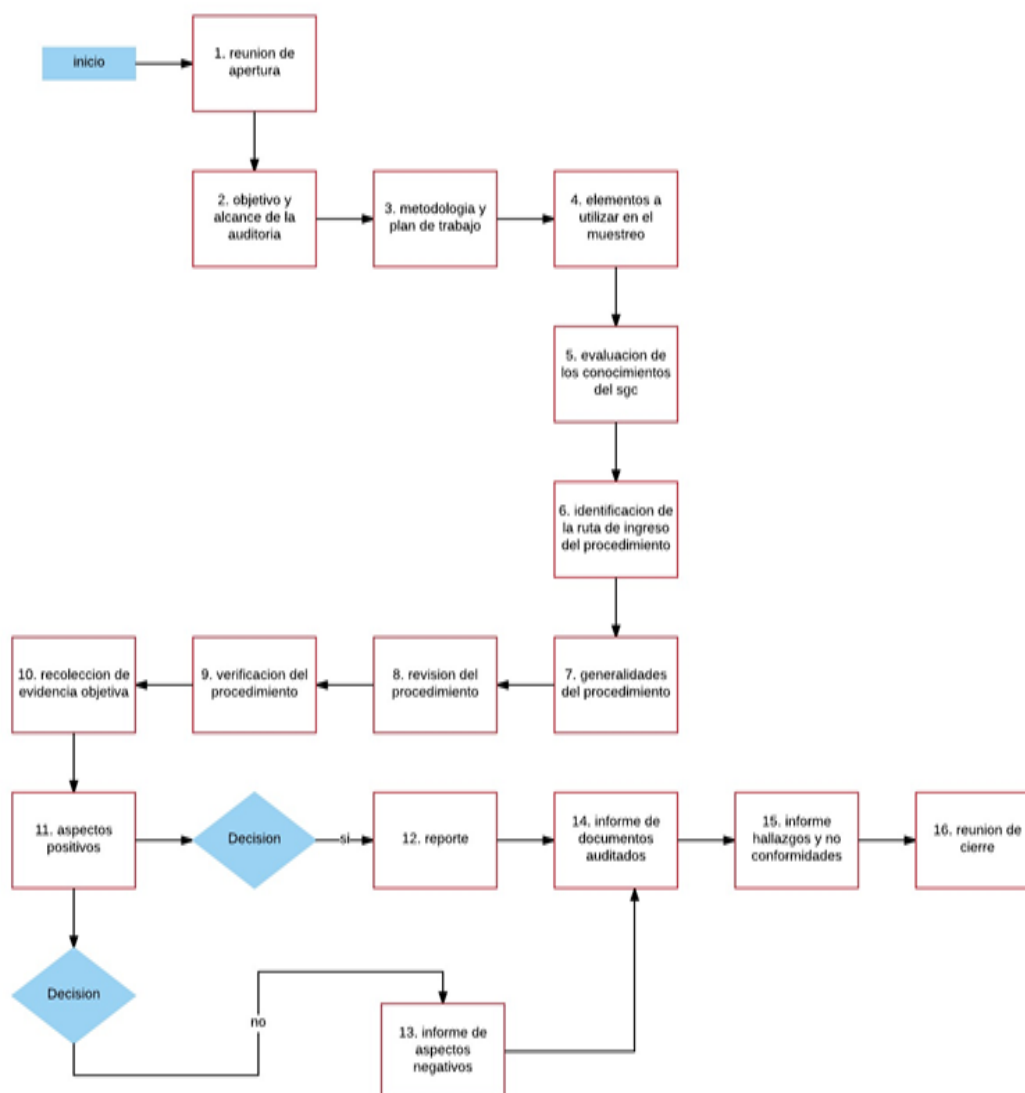 inicio
1. reunion de
apertura
2. objetivo y
alcance de la
auditoria
3. metodologia y
plan de trabajo
4. elementos a
utilizar en el
muestreo
5. evaluacion de
los conocimientos
del sgc
6. identificacion de
la ruta de ingreso
del procedimiento
7. generalidades
del procedimiento
8. revision del
procedimiento
9. verificacion del
procedimiento
10. recoleccion de
evidencia objetiva
11. aspectos
positivos
Decision
si
12. reporte
14. informe de
documentos
auditados
15. informe
hallazgos y no
conformidades
16. reunion de
cierre
Decision
no
13. informe de
aspectos
negativos